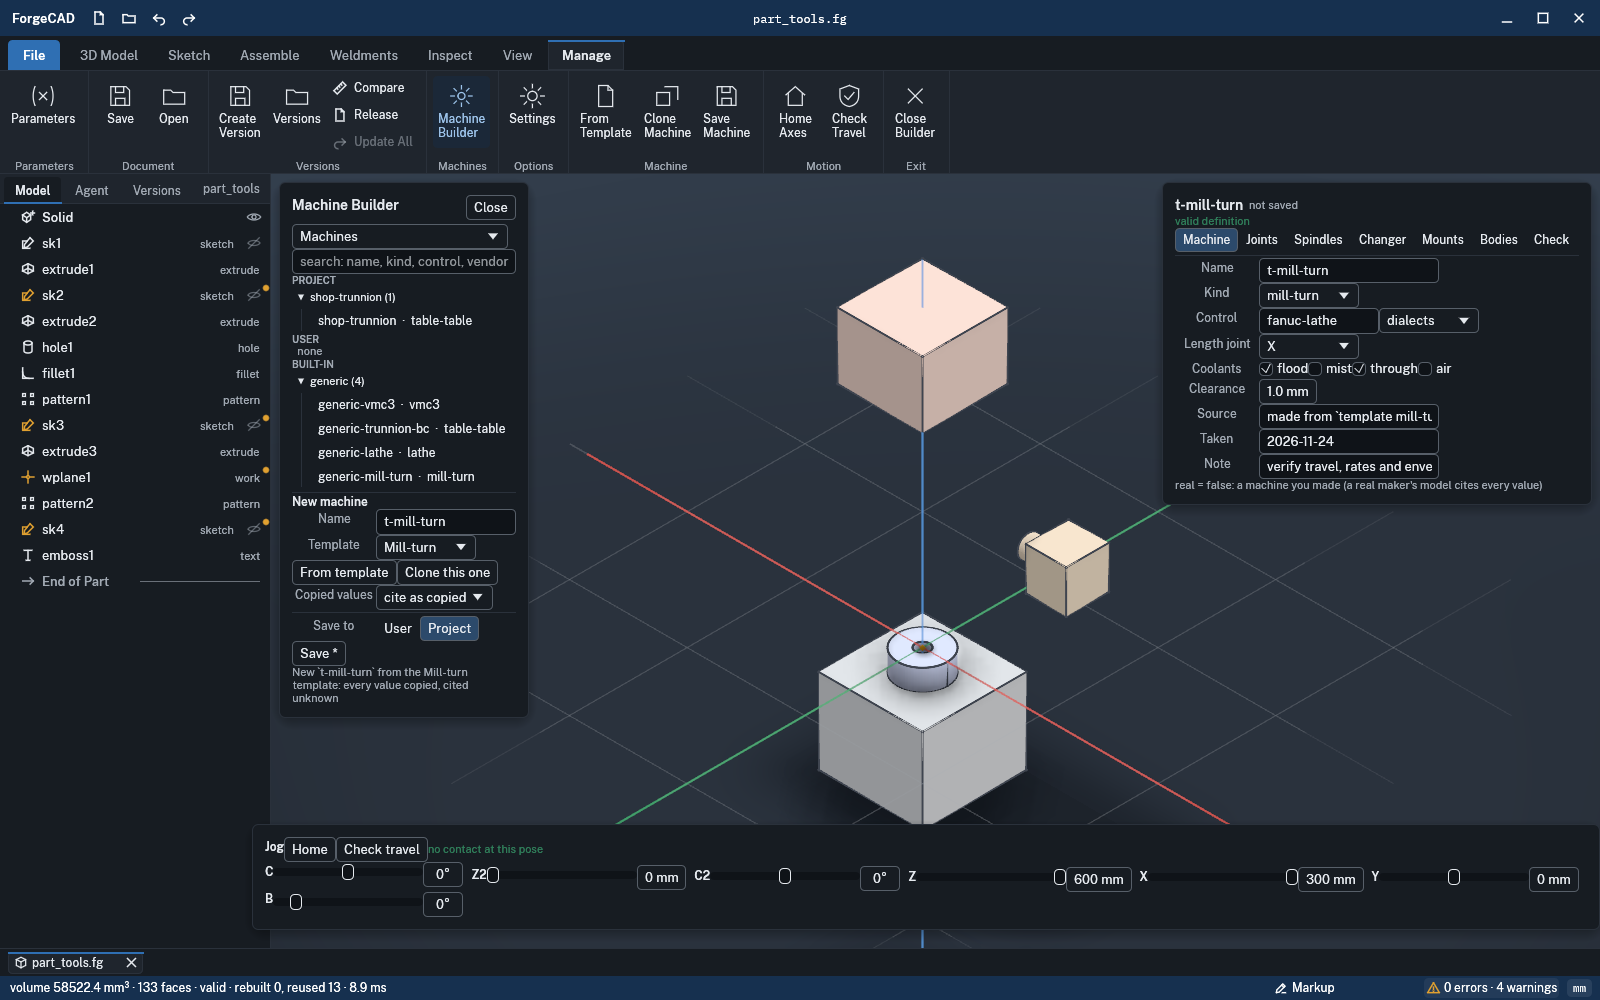 ForgeCAD
part_tools.fg
File 3D Model Sketch Assemble Weldments Inspect View Manage
Parameters
Save
Open
Create Version
Versions
Compare
Release
Update All
Machine Builder
Settings
From Template
Clone Machine
Save Machine
Home Axes
Check Travel
Close Builder
Parameters Document Versions Machines Options Machine Motion Exit
Model Agent Versions part_tools
Solid
sk1 sketch
extrude1 extrude
sk2 sketch
extrude2 extrude
hole1 hole
fillet1 fillet
pattern1 pattern
sk3 sketch
extrude3 extrude
wplane1 work
pattern2 pattern
sk4 sketch
emboss1 text
End of Part
Machine Builder Close
Machines
search: name, kind, control, vendor
PROJECT
shop-trunnion (1)
shop-trunnion · table-table
USER
none
BUILT-IN
generic (4)
generic-vmc3 · vmc3
generic-trunnion-bc · table-table
generic-lathe · lathe
generic-mill-turn · mill-turn
New machine
Name t-mill-turn
Template Mill-turn
From template Clone this one
Copied values cite as copied
Save to User Project
Save *
New `t-mill-turn` from the Mill-turn
template: every value copied, cited
unknown
t-mill-turn not saved
valid definition
Machine Joints Spindles Changer Mounts Bodies Check
Name t-mill-turn
Kind mill-turn
Control fanuc-lathe dialects
Length joint X
Coolants flood mist through air
Clearance 1.0 mm
Source made from `template mill-tu
Taken 2026-11-24
Note verify travel, rates and enve
real = false: a machine you made (a real maker's model cites every value)
Jog Home Check travel no contact at this pose
C 0° Z2 0 mm C2 0° Z 600 mm X 300 mm Y 0 mm
B 0°
part_tools.fg
volume 58522.4 mm³ · 133 faces · valid · rebuilt 0, reused 13 · 8.9 ms
Markup
0 errors · 4 warnings
mm